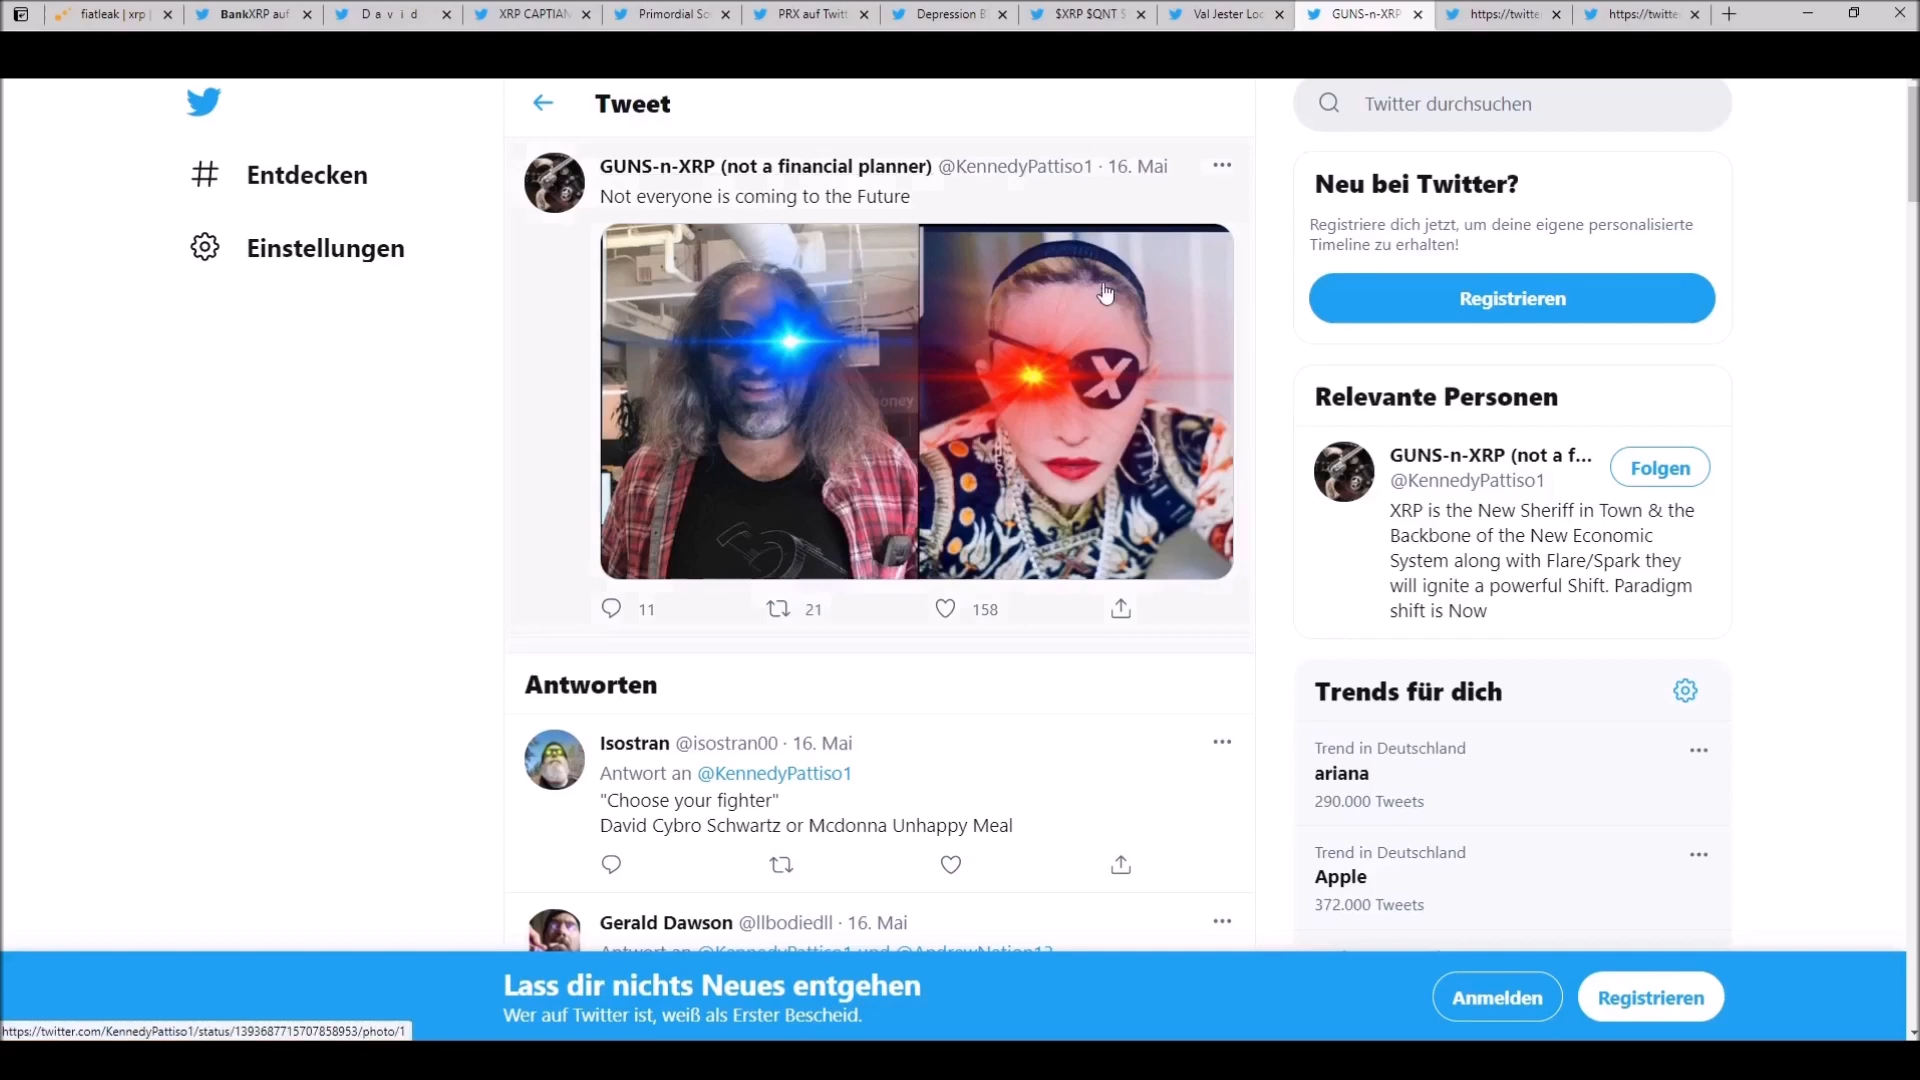 fiatleak | xrp |
BankXRP auf
D a v i d
XRP CAPTIAN
Primordial So
PRX auf Twitt
Depression B
$XRP $QNT $
Val Jester Loc
GUNS-n-XRP
https://twitte
https://twitte
Tweet
Twitter durchsuchen
Entdecken
Einstellungen
GUNS-n-XRP (not a financial planner) @KennedyPattiso1 · 16. Mai
Not everyone is coming to the Future
X
oney
11
21
158
Neu bei Twitter?
Registriere dich jetzt, um deine eigene personalisierte
Timeline zu erhalten!
Registrieren
Relevante Personen
GUNS-n-XRP (not a f...
@KennedyPattiso1
Folgen
XRP is the New Sheriff in Town & the
Backbone of the New Economic
System along with Flare/Spark they
will ignite a powerful Shift. Paradigm
shift is Now
Antworten
Isostran @isostran00 · 16. Mai
Antwort an @KennedyPattiso1
"Choose your fighter"
David Cybro Schwartz or Mcdonna Unhappy Meal
Gerald Dawson @llbodiedll · 16. Mai
Antwort an @KennedyPattiso1 und @AndrewNation13
Trends für dich
Trend in Deutschland
ariana
290.000 Tweets
Trend in Deutschland
Apple
372.000 Tweets
Lass dir nichts Neues entgehen
Wer auf Twitter ist, weiß als Erster Bescheid.
Anmelden
Registrieren
https://twitter.com/KennedyPattiso1/status/1393687715707858953/photo/1